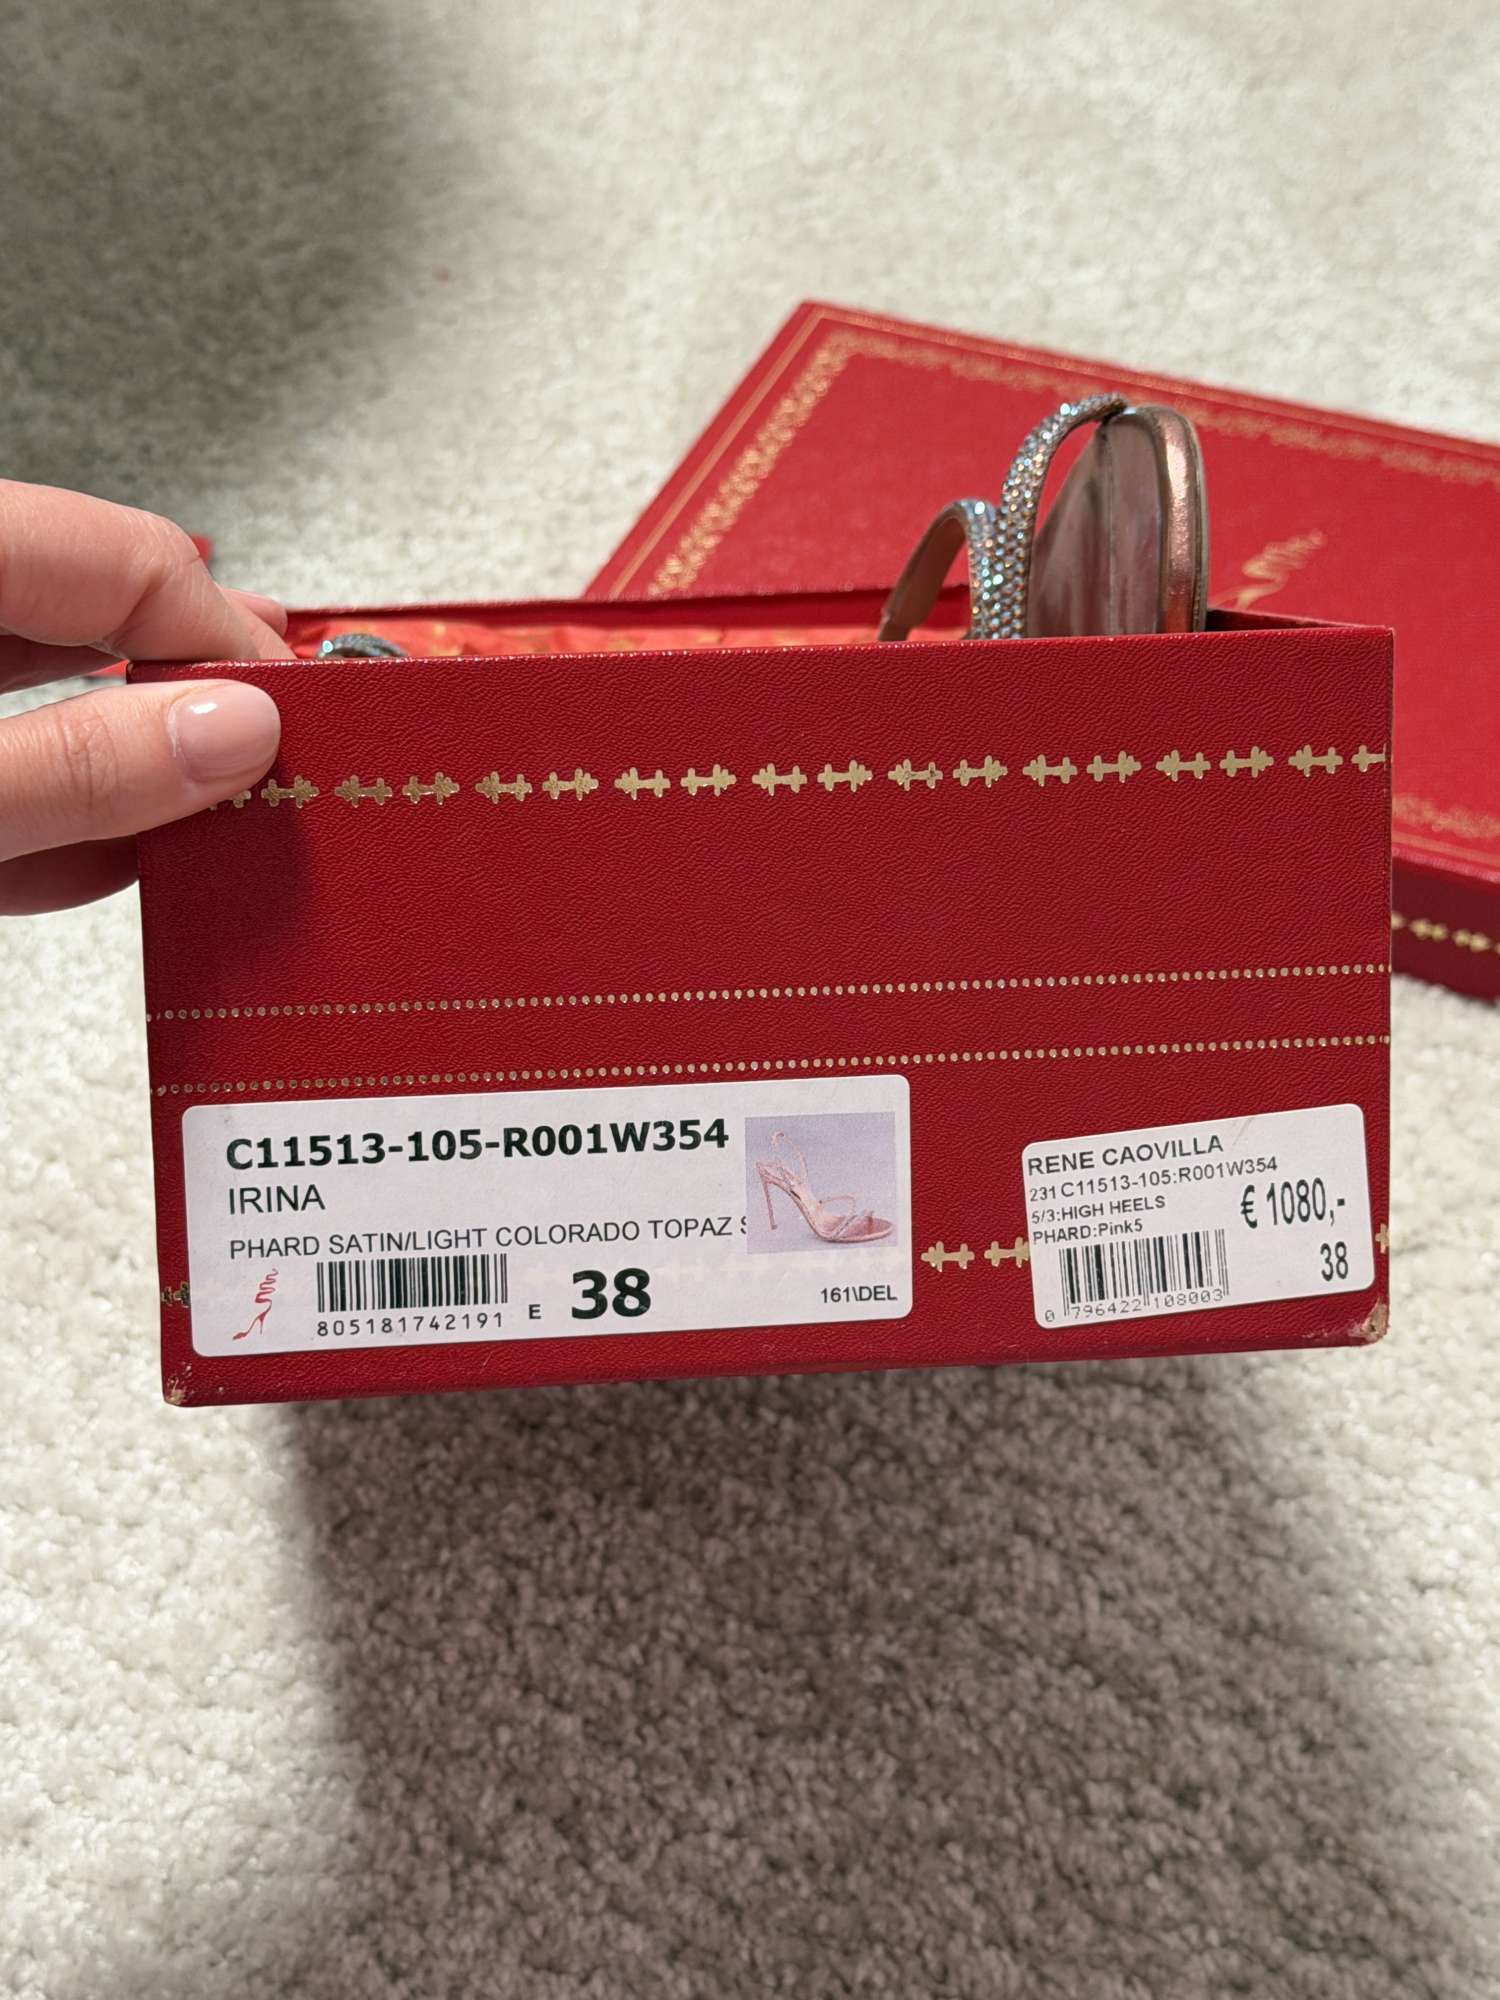 C11513-105-R001W354
IRINA
PHARD SATIN/LIGHT COLORADO TOPAZ
805181742191
E 38
161\DEL
RENE CAOVILLA
231 C11513-105:R001W354
5/3:HIGH HEELS
PHARD:Pink5
€ 1080,-
38
0 796422 108003